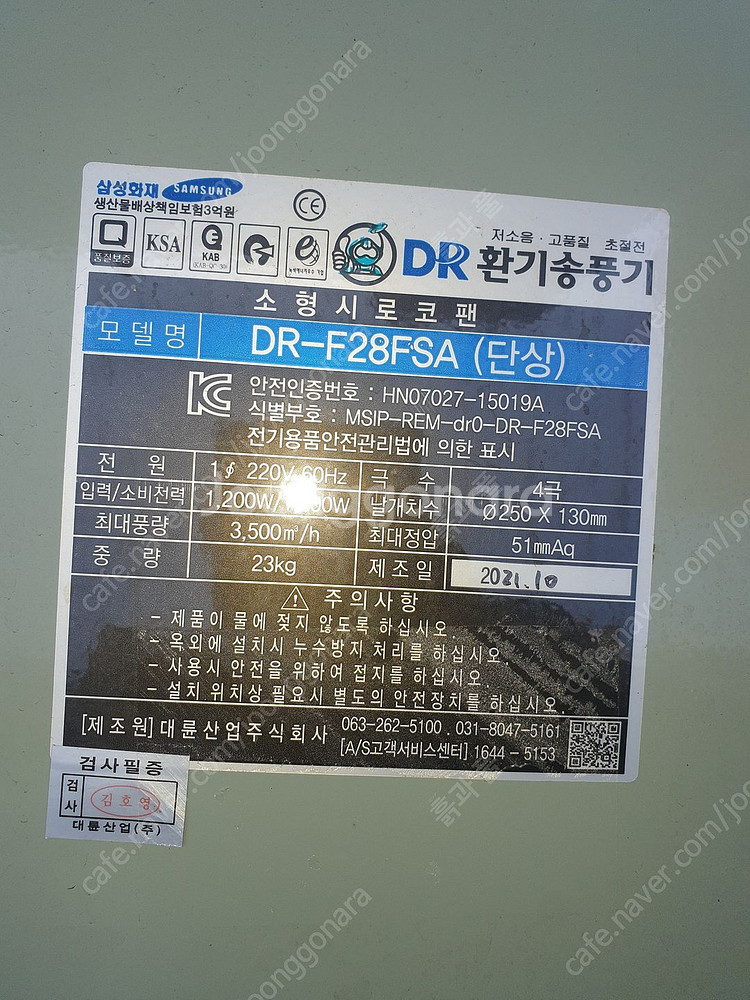 삼성화재 SAMSUNG
생산물배상책임보험3억원
CE
Q 품질보증
KSA
KAB
e
저소음 · 고품질 초절전
DR 환기송풍기
소형시로코팬
모델명 DR-F28FSA (단상)
안전인증번호 : HN07027-15019A
식별부호 : MSIP-REM-dr0-DR-F28FSA
전기용품안전관리법에 의한 표시
전원 1ϕ 220V 60Hz 극수 4극
입력/소비전력 1,200W/ 날개치수 Ø250 X 130mm
최대풍량 3,500m³/h 최대정압 51mmAq
중량 23kg 제조일 2021.10
⚠ 주의사항
- 제품이 물에 젖지 않도록 하십시오.
- 옥외에 설치시 누수방지 처리를 하십시오.
- 사용시 안전을 위하여 접지를 하십시오.
- 설치 위치상 필요시 별도의 안전장치를 하십시오.
[제조원] 대륜산업주식회사 063-262-5100 . 031-8047-5161
[A/S고객서비스센터] 1644 - 5153
검사필증
검사 김호영
대륜산업(주)
joonggonara
cafe.naver.com/joonggonara
흙과풀